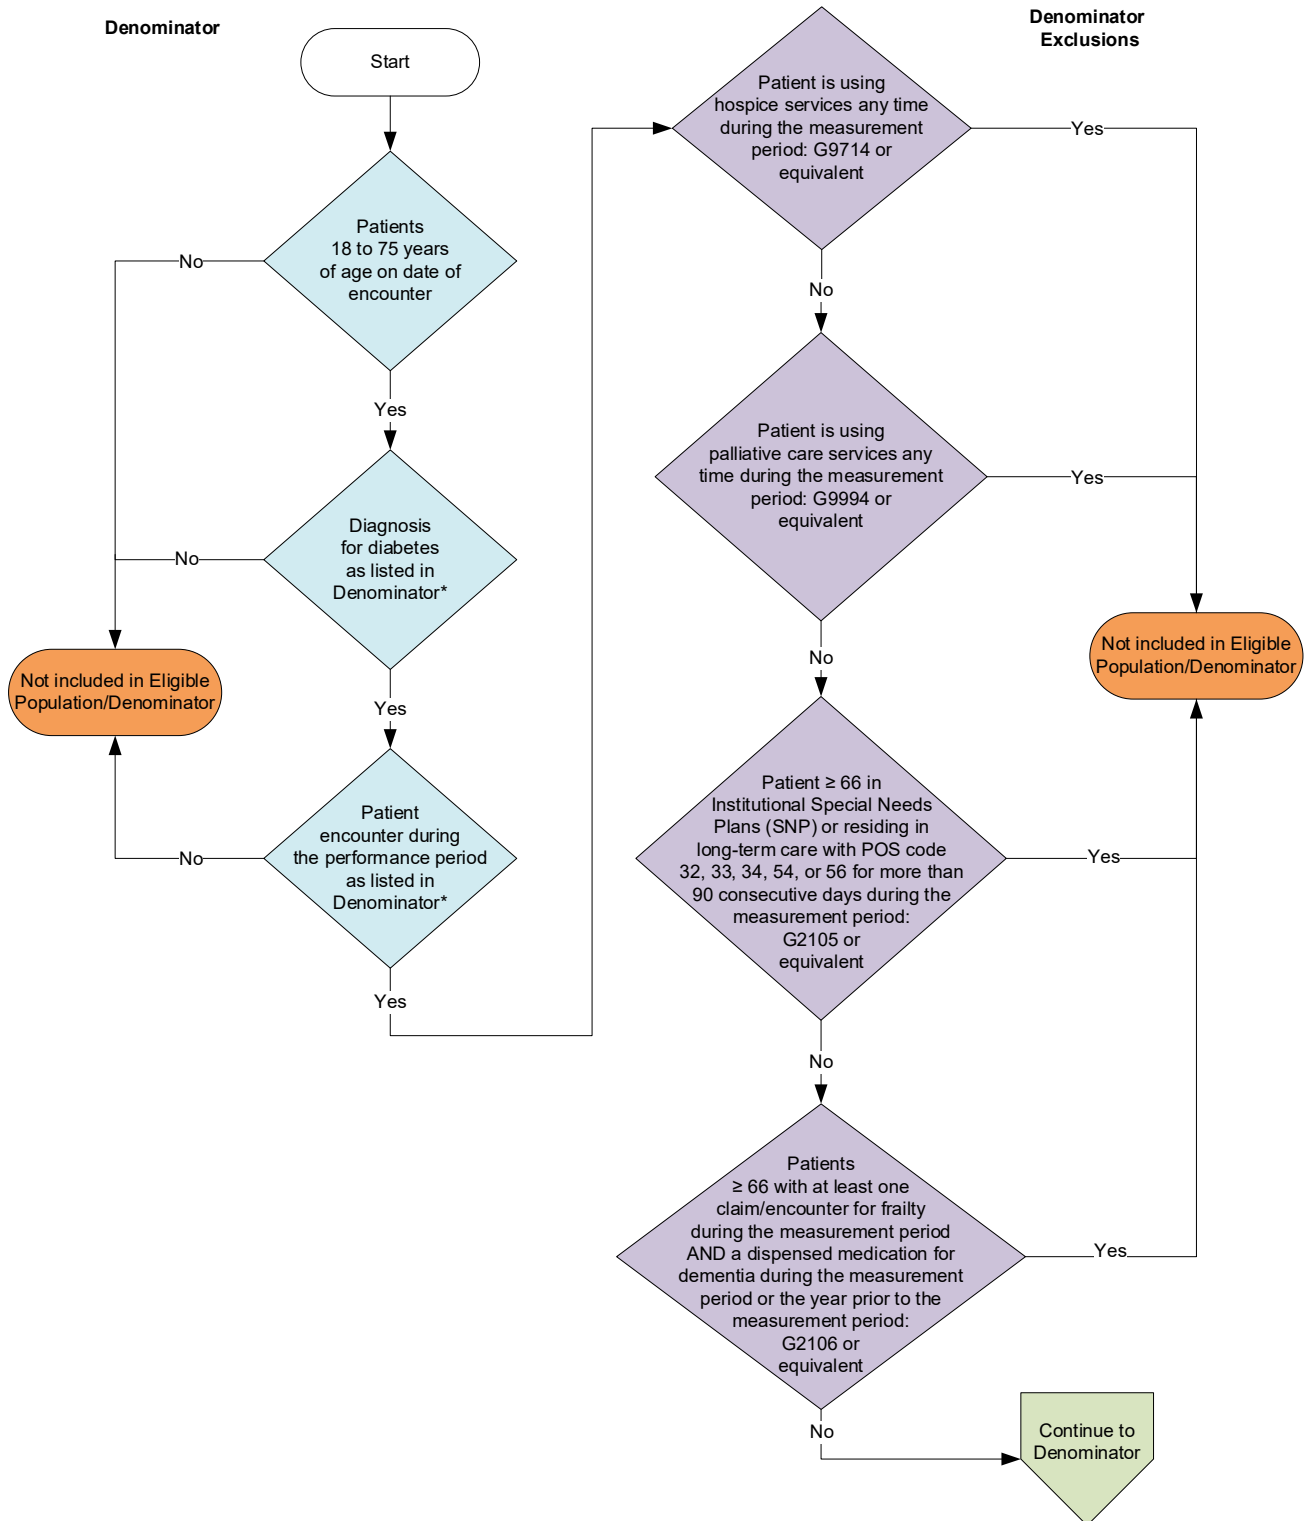 Denominator
Start
Patients
18 to 75 years
of age on date of
encounter
No
Yes
Diagnosis
for diabetes
as listed in
Denominator*
No
Not included in Eligible
Population/Denominator
Yes
Patient
encounter during
the performance period
as listed in
Denominator*
No
Yes
Denominator
Exclusions
Patient is using
hospice services any time
during the measurement
period: G9714 or
equivalent
Yes
No
Patient is using
palliative care services any
time during the measurement
period: G9994 or
equivalent
Yes
Not included in Eligible
Population/Denominator
No
Patient ≥ 66 in
Institutional Special Needs
Plans (SNP) or residing in
long-term care with POS code
32, 33, 34, 54, or 56 for more than
90 consecutive days during the
measurement period:
G2105 or
equivalent
Yes
No
Patients
≥ 66 with at least one
claim/encounter for frailty
during the measurement period
AND a dispensed medication for
dementia during the measurement
period or the year prior to the
measurement period:
G2106 or
equivalent
Yes
No
Continue to
Denominator